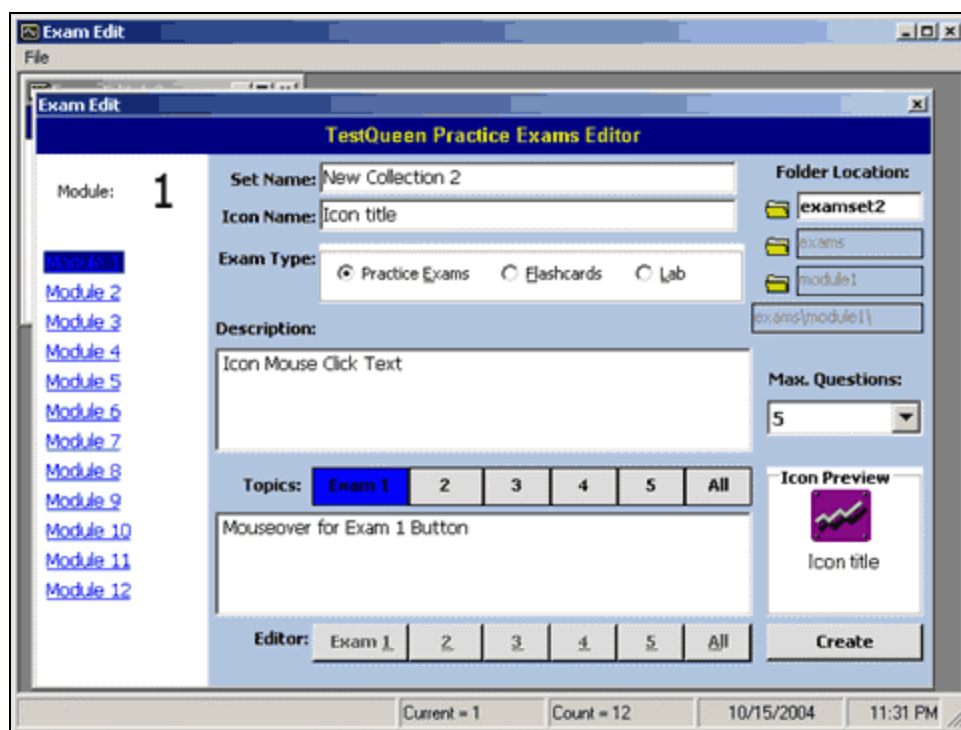 Exam Edit
File
Exam Edit
TestQueen Practice Exams Editor
Module: 1
Module 1
Module 2
Module 3
Module 4
Module 5
Module 6
Module 7
Module 8
Module 9
Module 10
Module 11
Module 12
Set Name: New Collection 2
Icon Name: Icon title
Exam Type: Practice Exams Flashcards Lab
Description:
Icon Mouse Click Text
Topics: Exam 1 2 3 4 5 All
Mouseover for Exam 1 Button
Editor: Exam 1 2 3 4 5 All
Folder Location:
examset2
exams
module1
exams\module1\
Max. Questions:
5
Icon Preview
Icon title
Create
Current = 1 Count = 12 10/15/2004 11:31 PM